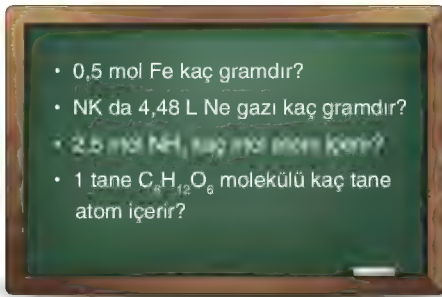 • 0,5 mol Fe kaç gramdır?
• NK da 4,48 L Ne gazı kaç gramdır?
• 2,5 mol NH₃ kaç mol atom içerir?
• 1 tane C₆H₁₂O₆ molekülü kaç tane
atom içerir?